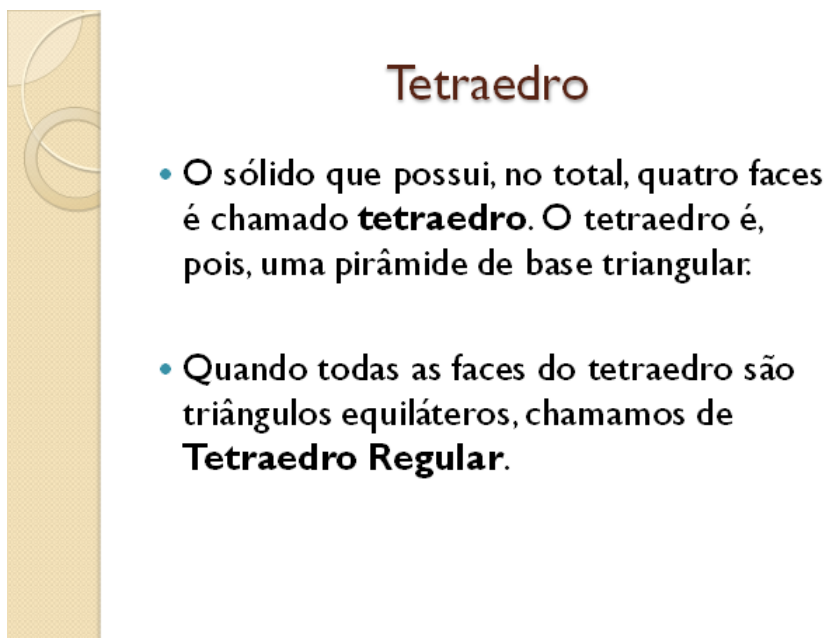 Tetraedro
• O sólido que possui, no total, quatro faces
é chamado tetraedro. O tetraedro é,
pois, uma pirâmide de base triangular.
• Quando todas as faces do tetraedro são
triângulos equiláteros, chamamos de
Tetraedro Regular.